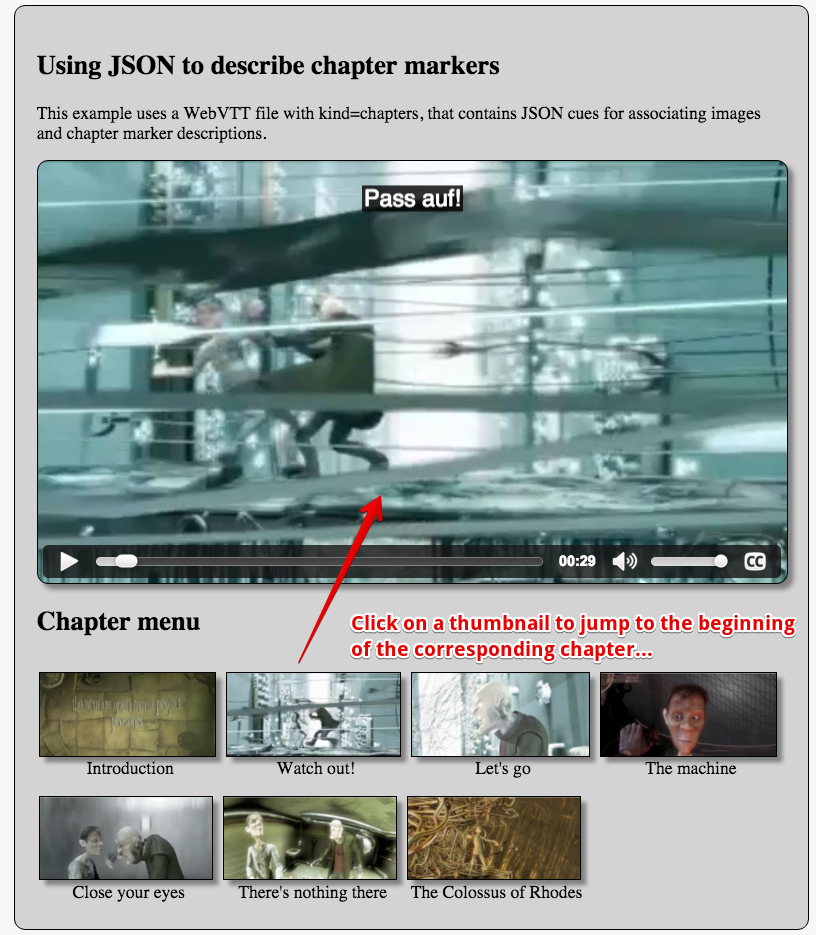 Using JSON to describe chapter markers
This example uses a WebVTT file with kind=chapters, that contains JSON cues for associating images
and chapter marker descriptions.
Pass auf!
00:29
CC
Chapter menu
Click on a thumbnail to jump to the beginning
of the corresponding chapter...
Introduction
Watch out!
Let's go
The machine
Close your eyes
There's nothing there
The Colossus of Rhodes